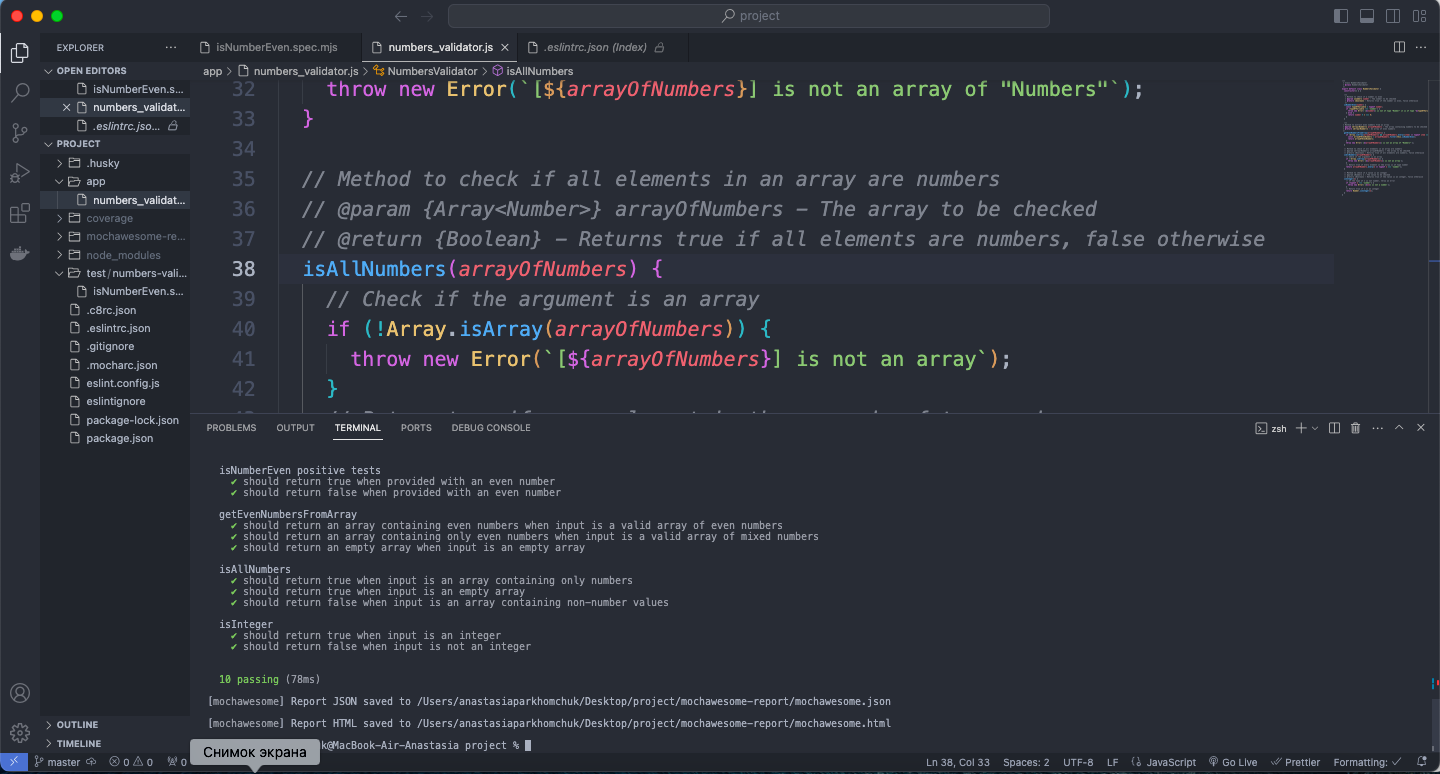 project
EXPLORER
isNumberEven.spec.mjs
numbers_validator.js
.eslintrc.json (Index)
OPEN EDITORS
isNumberEven.s...
numbers_validat...
.eslintrc.jso...
PROJECT
.husky
app
numbers_validat...
coverage
mochawesome-re...
node_modules
test/numbers-vali...
isNumberEven.s...
.c8rc.json
.eslintrc.json
.gitignore
.mocharc.json
eslint.config.js
eslintignore
package-lock.json
package.json
OUTLINE
TIMELINE
app > numbers_validator.js > NumbersValidator > isAllNumbers
32 throw new Error(`[${arrayOfNumbers}] is not an array of "Numbers"`);
33 }
34
35 // Method to check if all elements in an array are numbers
36 // @param {Array<Number>} arrayOfNumbers – The array to be checked
37 // @return {Boolean} – Returns true if all elements are numbers, false otherwise
38 isAllNumbers(arrayOfNumbers) {
39 // Check if the argument is an array
40 if (!Array.isArray(arrayOfNumbers)) {
41 throw new Error(`[${arrayOfNumbers}] is not an array`);
42 }
PROBLEMS OUTPUT TERMINAL PORTS DEBUG CONSOLE
zsh
isNumberEven positive tests
✔ should return true when provided with an even number
✔ should return false when provided with an even number
getEvenNumbersFromArray
✔ should return an array containing even numbers when input is a valid array of even numbers
✔ should return an array containing only even numbers when input is a valid array of mixed numbers
✔ should return an empty array when input is an empty array
isAllNumbers
✔ should return true when input is an array containing only numbers
✔ should return true when input is an empty array
✔ should return false when input is an array containing non-number values
isInteger
✔ should return true when input is an integer
✔ should return false when input is not an integer
10 passing (78ms)
[mochawesome] Report JSON saved to /Users/anastasiaparkhomchuk/Desktop/project/mochawesome-report/mochawesome.json
[mochawesome] Report HTML saved to /Users/anastasiaparkhomchuk/Desktop/project/mochawesome-report/mochawesome.html
k@MacBook-Air-Anastasia project %
Снимок экрана
master 0 0 0 Ln 38, Col 33 Spaces: 2 UTF-8 LF JavaScript Go Live Prettier Formatting: ✓